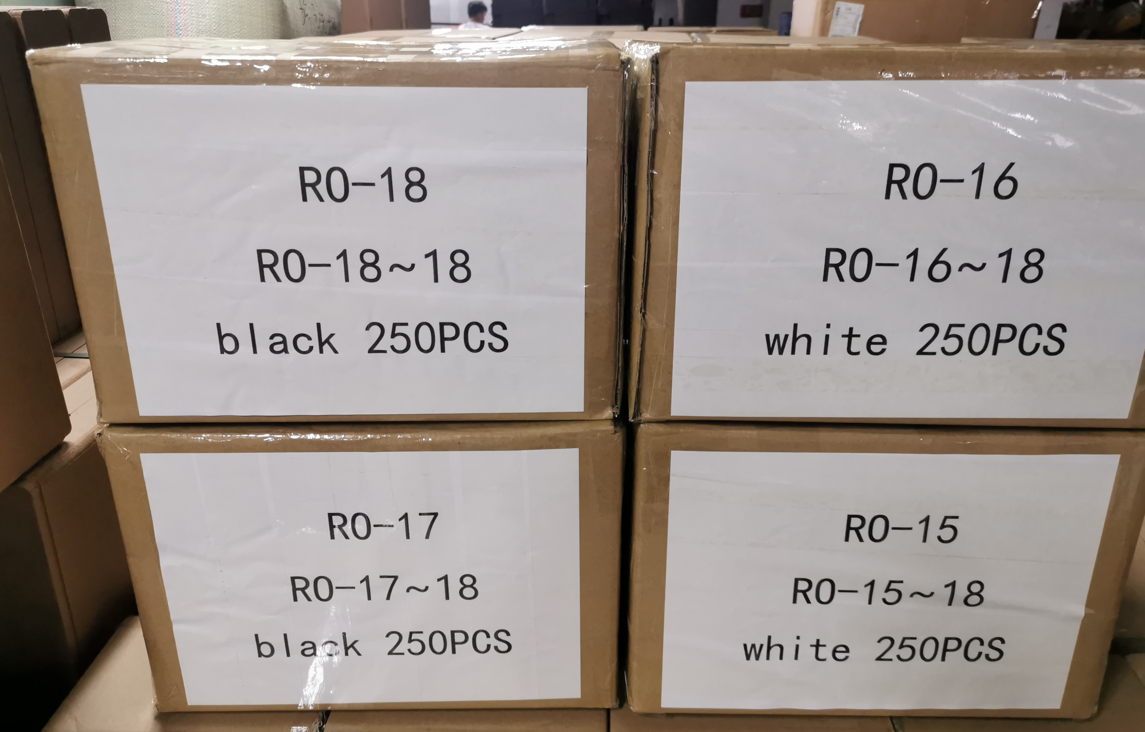 RO-18
RO-18~18
black 250PCS
RO-16
RO-16~18
white 250PCS
RO-17
RO-17~18
black 250PCS
RO-15
RO-15~18
white 250PCS